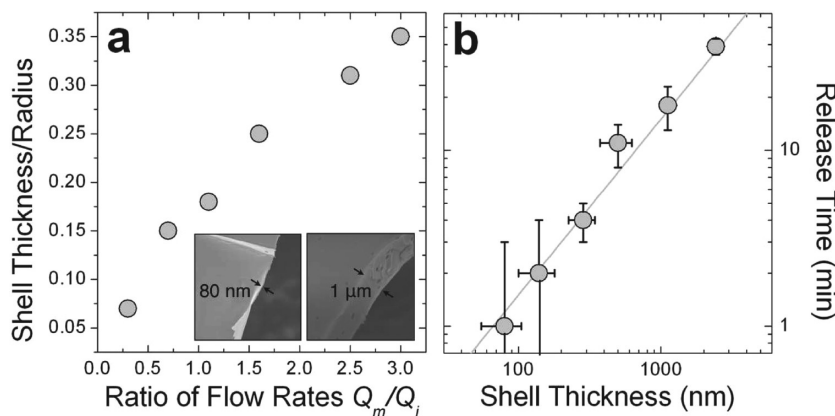 a
0.35
0.30
0.25
0.20
0.15
0.10
0.05
Shell Thickness/Radius
80 nm
1 µm
0.0 0.5 1.0 1.5 2.0 2.5 3.0
Ratio of Flow Rates Qm/Qi
b
10
1
Release Time (min)
100 1000
Shell Thickness (nm)